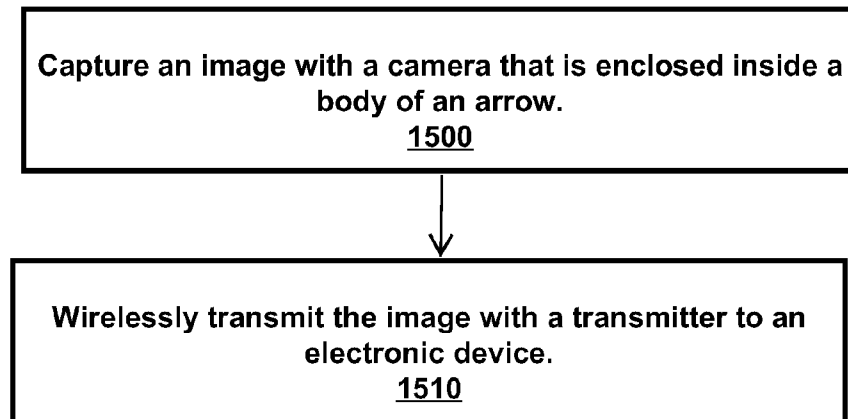 Capture an image with a camera that is enclosed inside a
body of an arrow.
1500
Wirelessly transmit the image with a transmitter to an
electronic device.
1510